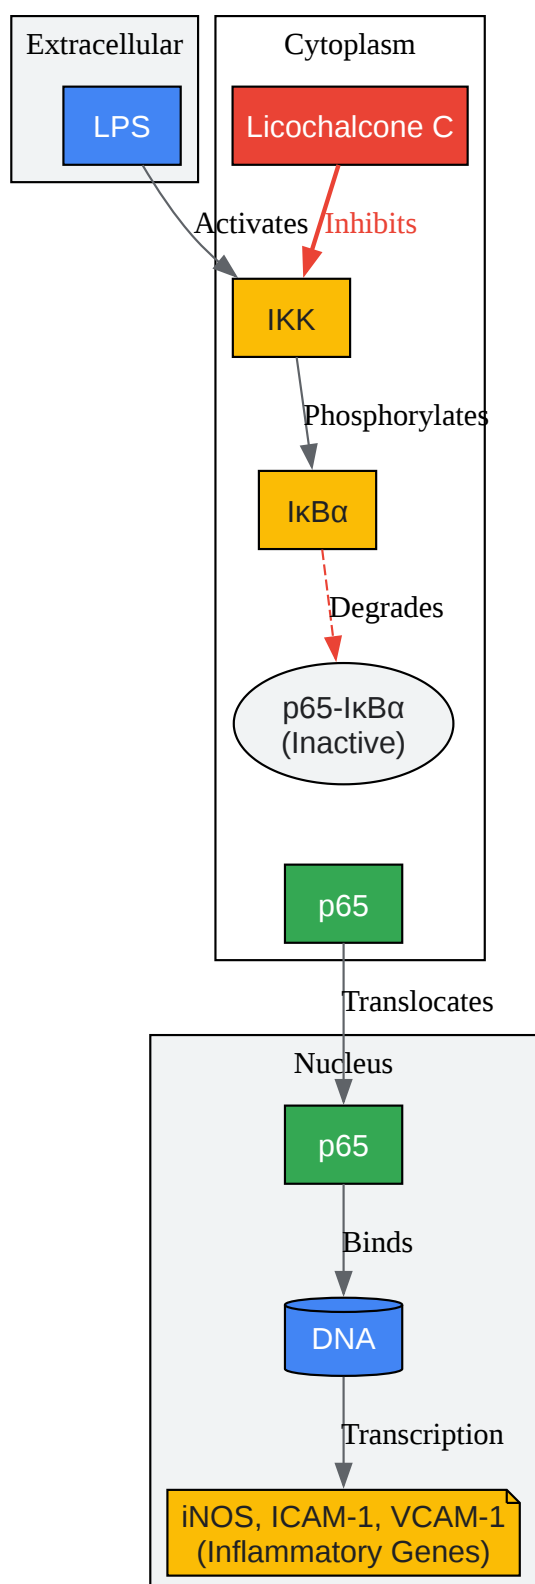 Extracellular
Cytoplasm
LPS
Licochalcone C
Activates
Inhibits
IKK
Phosphorylates
IκBα
Degrades
p65-IκBα
(Inactive)
p65
Translocates
Nucleus
p65
Binds
DNA
Transcription
iNOS, ICAM-1, VCAM-1
(Inflammatory Genes)